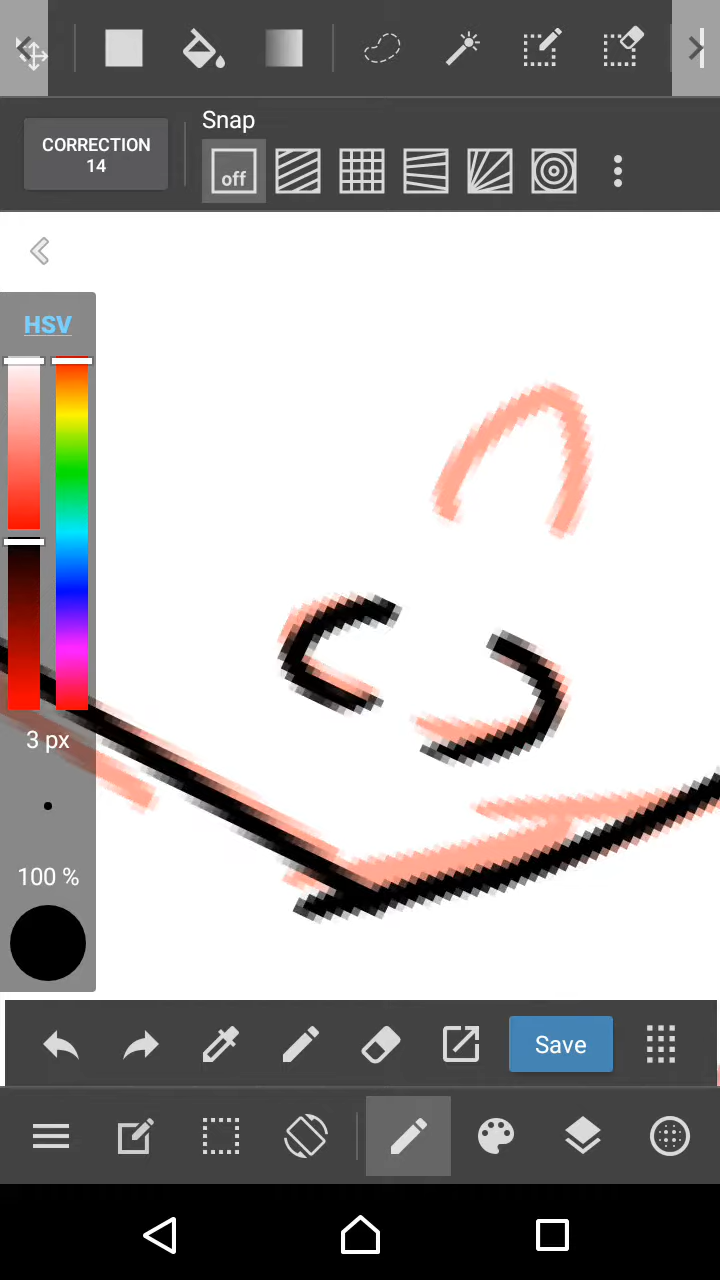 Snap
CORRECTION
14
off
HSV
3 px
100 %
Save